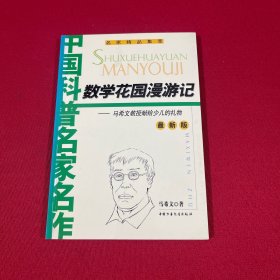 名家精品集萃
SHUXUEHUAYUAN
MANYOUJI
数学花园漫游记
——马希文教授献给少儿的礼物
最新版
中国科普名家名作
MAXIWEN
ZHU
马希文 著
中国少年儿童出版社